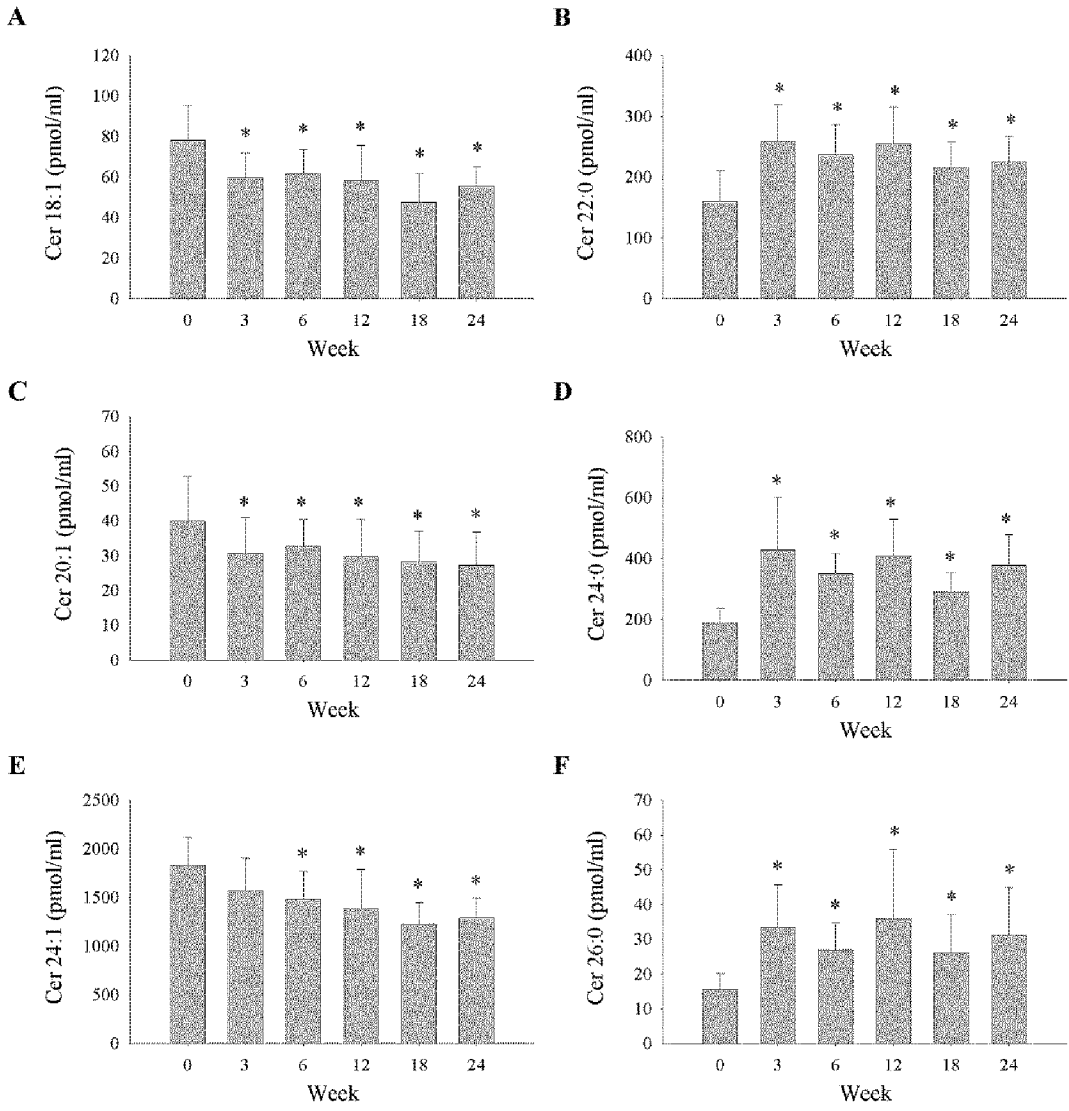 A
Cer 18:1 (pmol/ml)
120
100
80
60
40
20
0
* * * * *
0 3 6 12 18 24
Week
B
Cer 22:0 (pmol/ml)
400
300
200
100
0
* * * * *
0 3 6 12 18 24
Week
C
Cer 20:1 (pmol/ml)
70
60
50
40
30
20
10
0
* * * * *
0 3 6 12 18 24
Week
D
Cer 24:0 (pmol/ml)
800
600
400
200
0
* * * * *
0 3 6 12 18 24
Week
E
Cer 24:1 (pmol/ml)
2500
2000
1500
1000
500
0
* * * *
0 3 6 12 18 24
Week
F
Cer 26:0 (pmol/ml)
70
60
50
40
30
20
10
0
* * * * *
0 3 6 12 18 24
Week